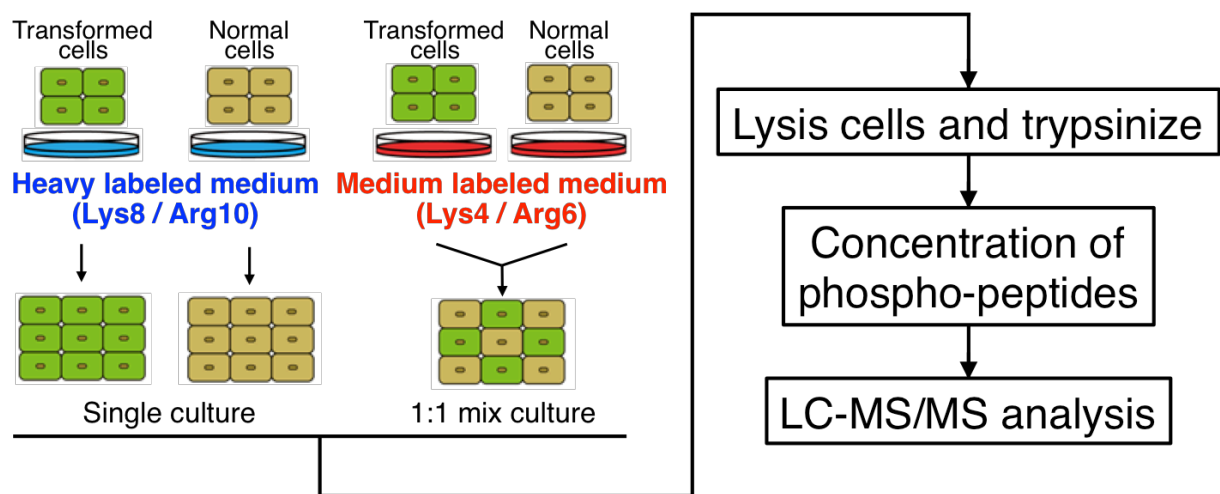 Transformed
cells
Normal
cells
Transformed
cells
Normal
cells
Heavy labeled medium
(Lys8 / Arg10)
Medium labeled medium
(Lys4 / Arg6)
Single culture
1:1 mix culture
Lysis cells and trypsinize
Concentration of
phospho-peptides
LC-MS/MS analysis